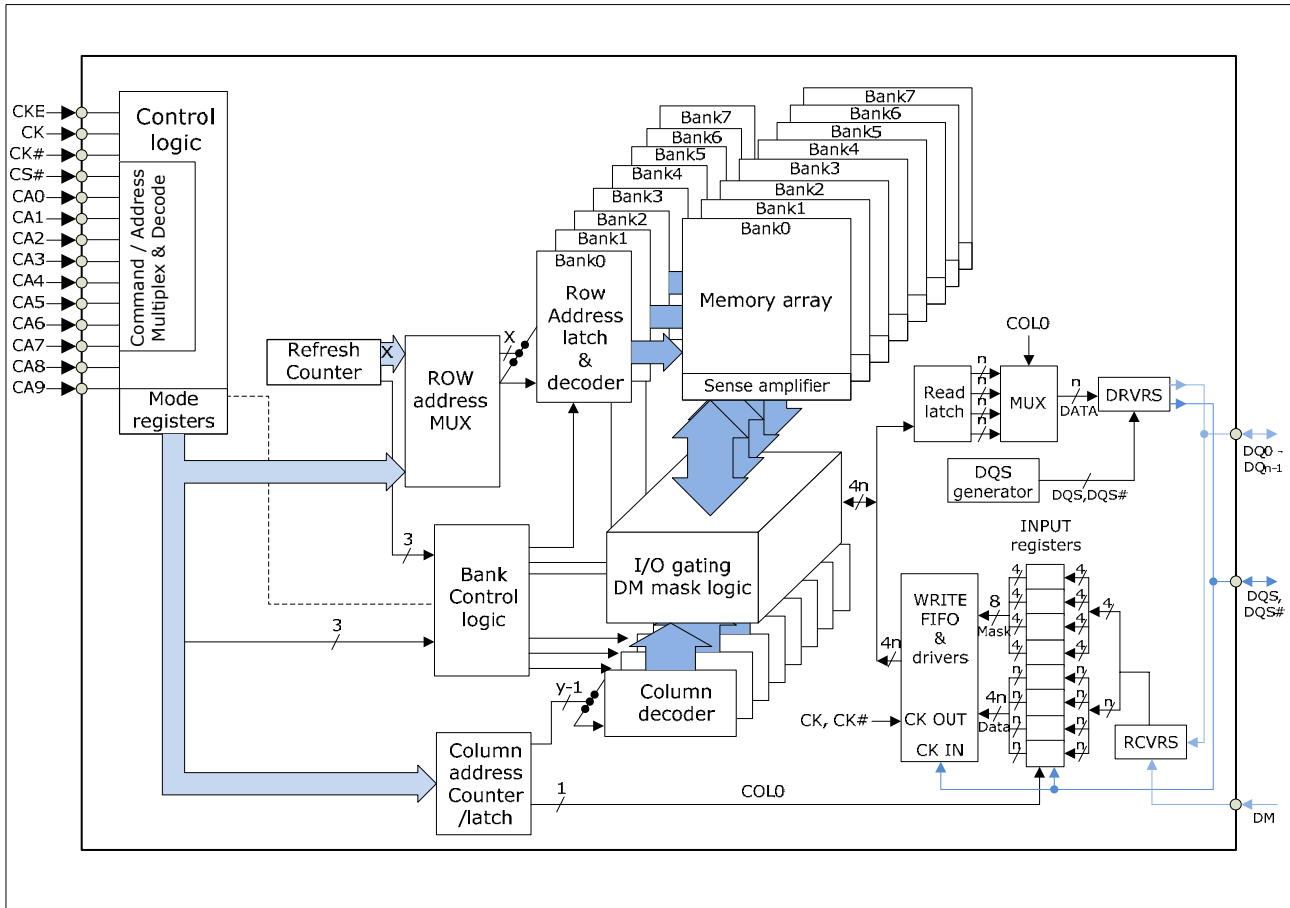 CKE
CK
CK#
CS#
CA0
CA1
CA2
CA3
CA4
CA5
CA6
CA7
CA8
CA9
Control
logic
Command / Address
Multiplex & Decode
Mode
registers
Refresh
Counter
X
ROW
address
MUX
X
3
3
Bank
Control
logic
Column
address
Counter
/latch
y-1
1
COL0
Bank7
Bank6
Bank5
Bank4
Bank3
Bank2
Bank1
Bank0
Row
Address
latch
&
decoder
Bank7
Bank6
Bank5
Bank4
Bank3
Bank2
Bank1
Bank0
Memory array
Sense amplifier
I/O gating
DM mask logic
Column
decoder
4n
4n
COL0
Read
latch
n
n
n
n
MUX
n
DATA
DRVRS
DQS
generator
DQS,DQS#
INPUT
registers
WRITE
FIFO
&
drivers
CK, CK#
CK OUT
CK IN
8
Mask
4n
Data
4
4
4
4
n
n
n
n
4
4
4
4
n
n
n
n
4
n
RCVRS
DQ0 -
DQn-1
DQS,
DQS#
DM